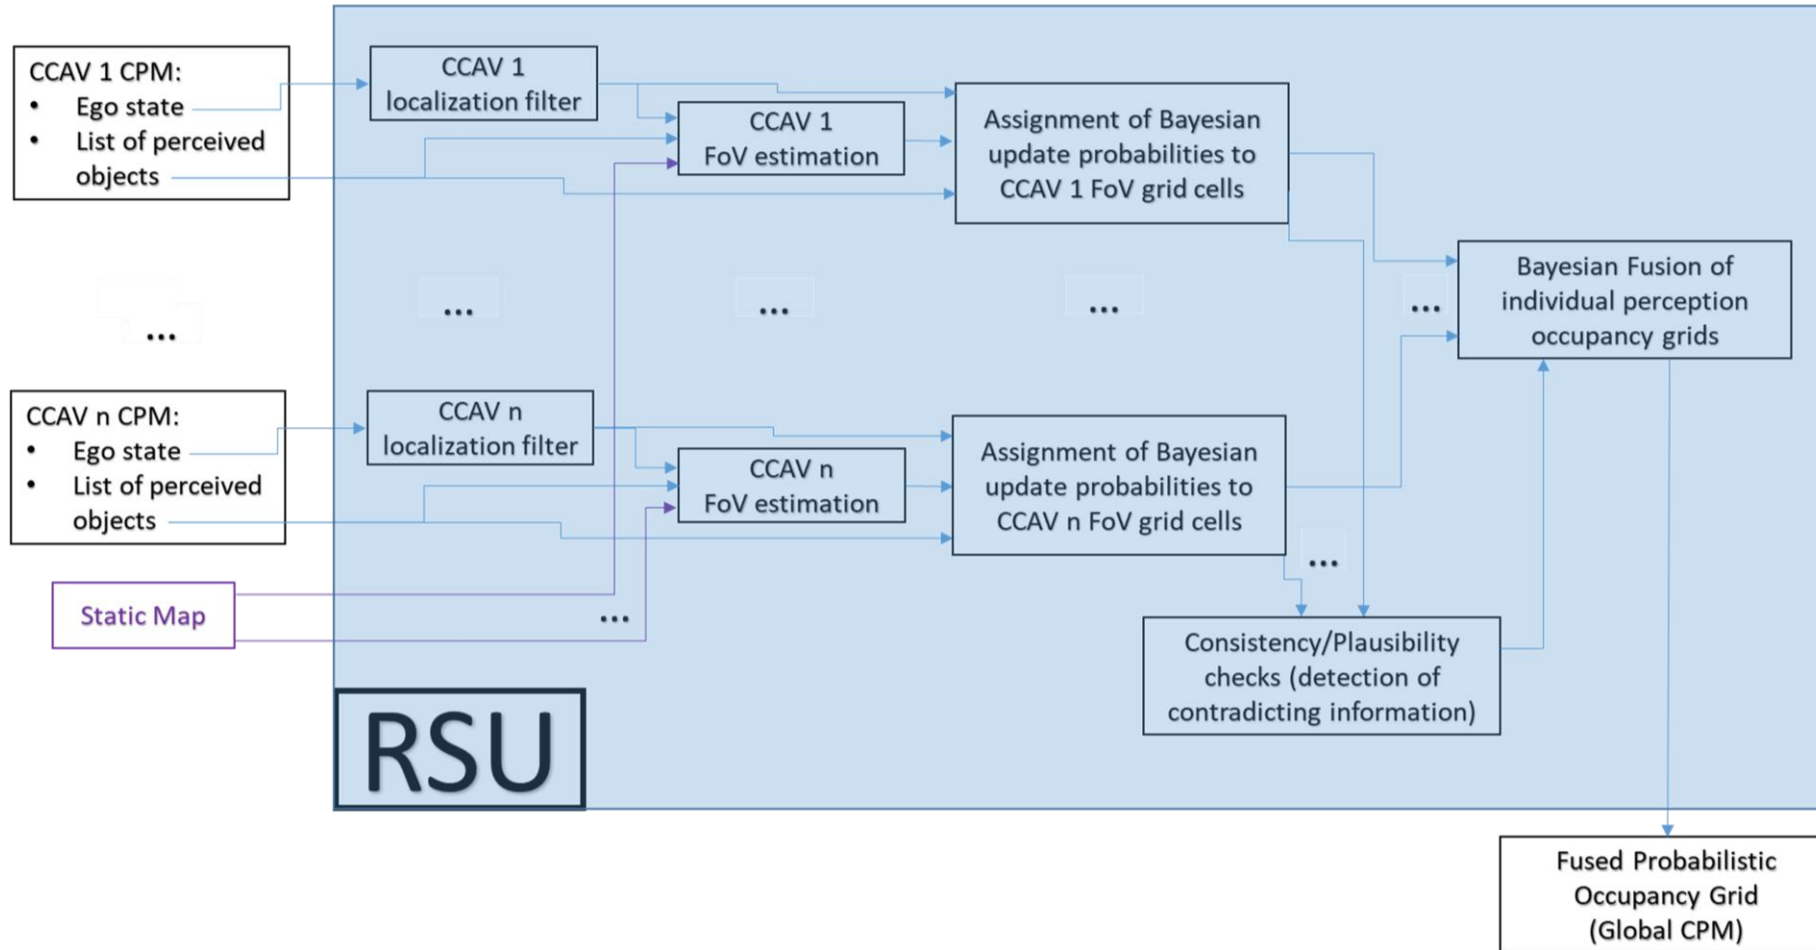 CCAV 1 CPM:
• Ego state
• List of perceived
objects
CCAV 1
localization filter
CCAV 1
FoV estimation
Assignment of Bayesian
update probabilities to
CCAV 1 FoV grid cells
Bayesian Fusion of
individual perception
occupancy grids
...
...
...
...
...
CCAV n CPM:
• Ego state
• List of perceived
objects
CCAV n
localization filter
CCAV n
FoV estimation
Assignment of Bayesian
update probabilities to
CCAV n FoV grid cells
...
Static Map
...
Consistency/Plausibility
checks (detection of
contradicting information)
RSU
Fused Probabilistic
Occupancy Grid
(Global CPM)